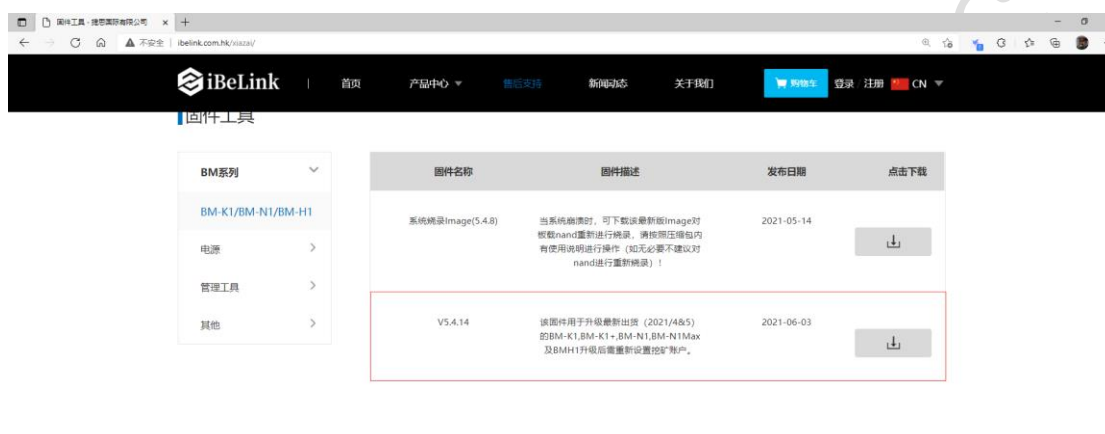 固件工具 - 捷思国际有限公司
不安全 | ibelink.com.hk/xiazai/
iBeLink | 首页 产品中心 售后支持 新闻动态 关于我们 购物车 登录 / 注册 CN
固件工具
BM系列
BM-K1/BM-N1/BM-H1
电源
管理工具
其他
固件名称 固件描述 发布日期 点击下载
系统烧录Image(5.4.8) 2021-05-14
当系统崩溃时，可下载该最新版Image对
板载nand重新进行烧录，请按照压缩包内
有使用说明进行操作（如无必要不建议对
nand进行重新烧录）！
V5.4.14 2021-06-03
该固件用于升级最新出货（2021/4&5）
的BM-K1,BM-K1+,BM-N1,BM-N1Max
及BMH1升级后需重新设置挖矿账户。